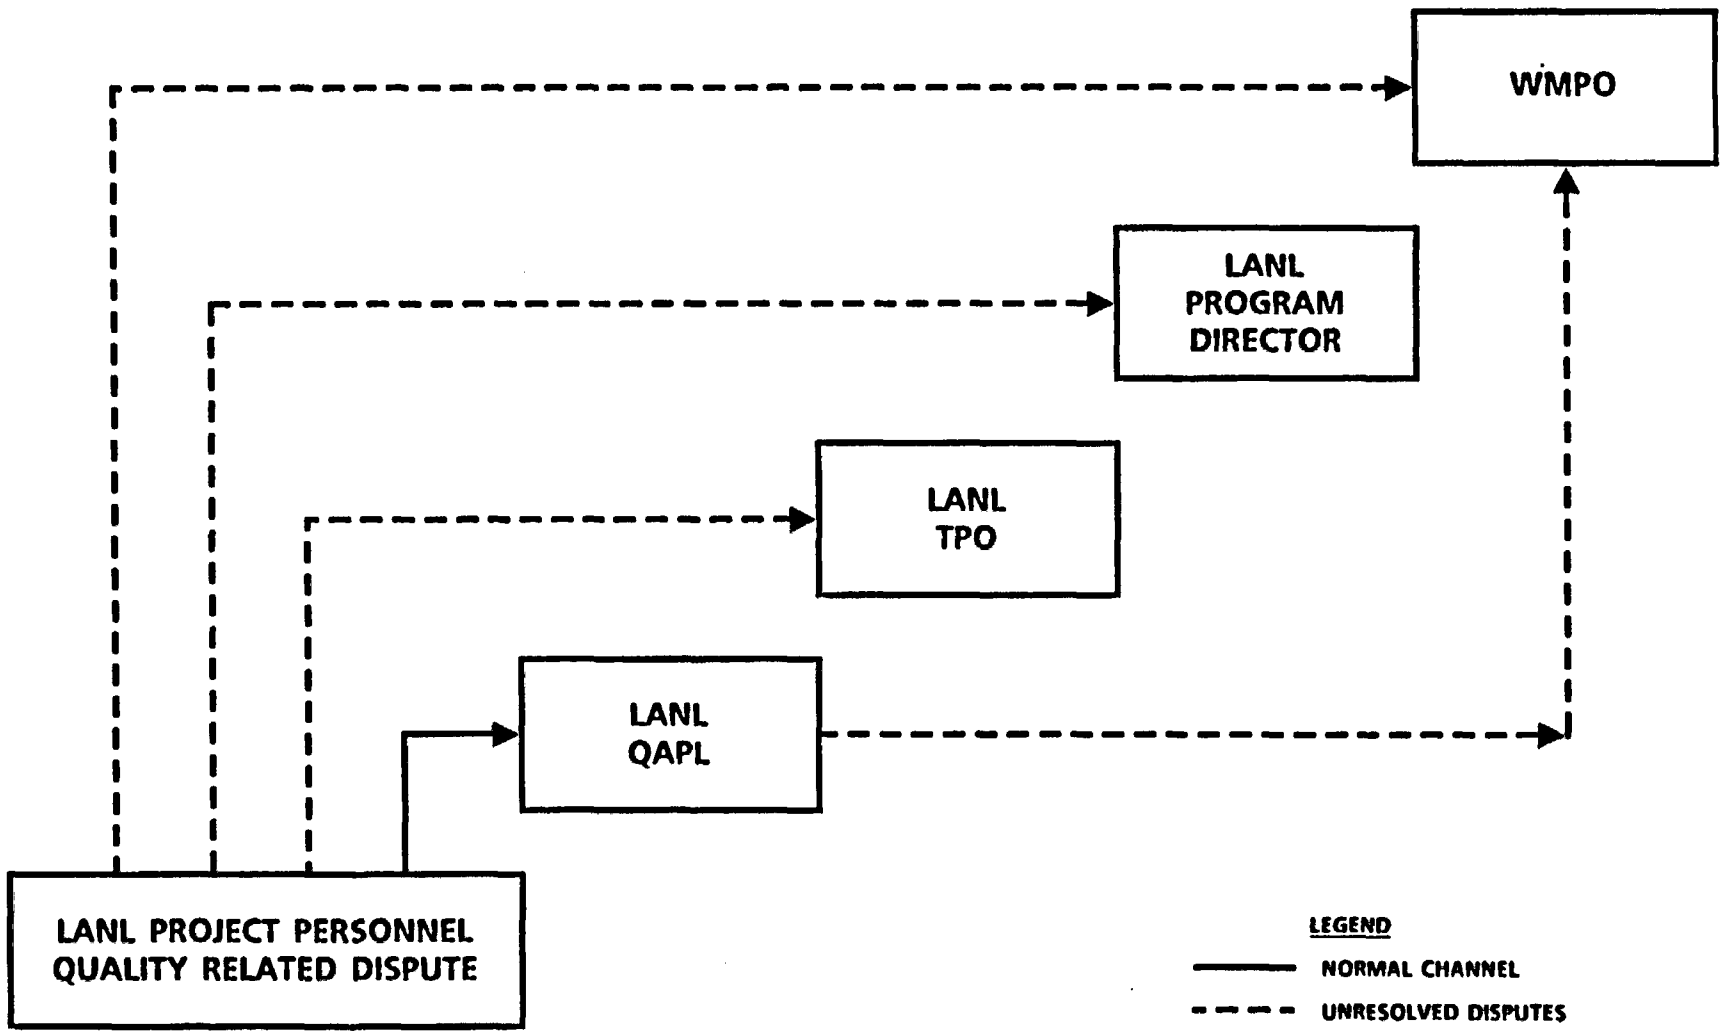 WMPO
LANL
PROGRAM
DIRECTOR
LANL
TPO
LANL
QAPL
LANL PROJECT PERSONNEL
QUALITY RELATED DISPUTE
LEGEND
NORMAL CHANNEL
UNRESOLVED DISPUTES